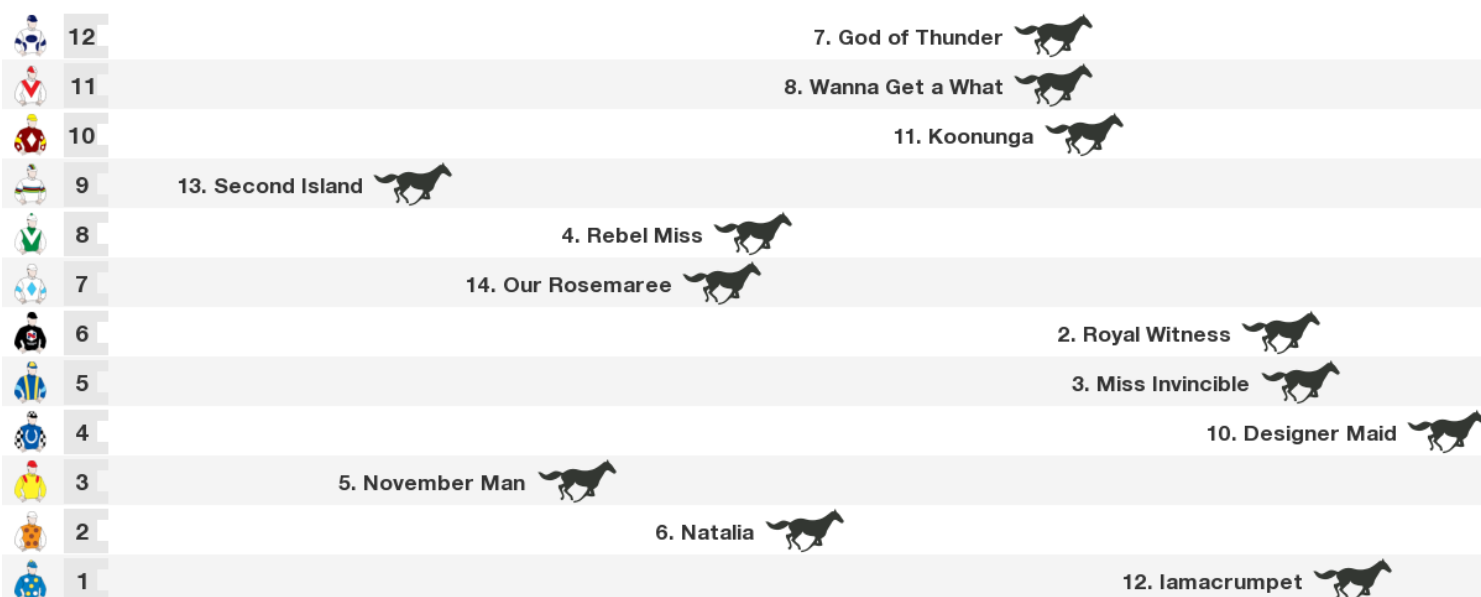 12 7. God of Thunder
11 8. Wanna Get a What
10 11. Koonunga
9 13. Second Island
8 4. Rebel Miss
7 14. Our Rosemaree
6 2. Royal Witness
5 3. Miss Invincible
4 10. Designer Maid
3 5. November Man
2 6. Natalia
1 12. Iamacrumpet